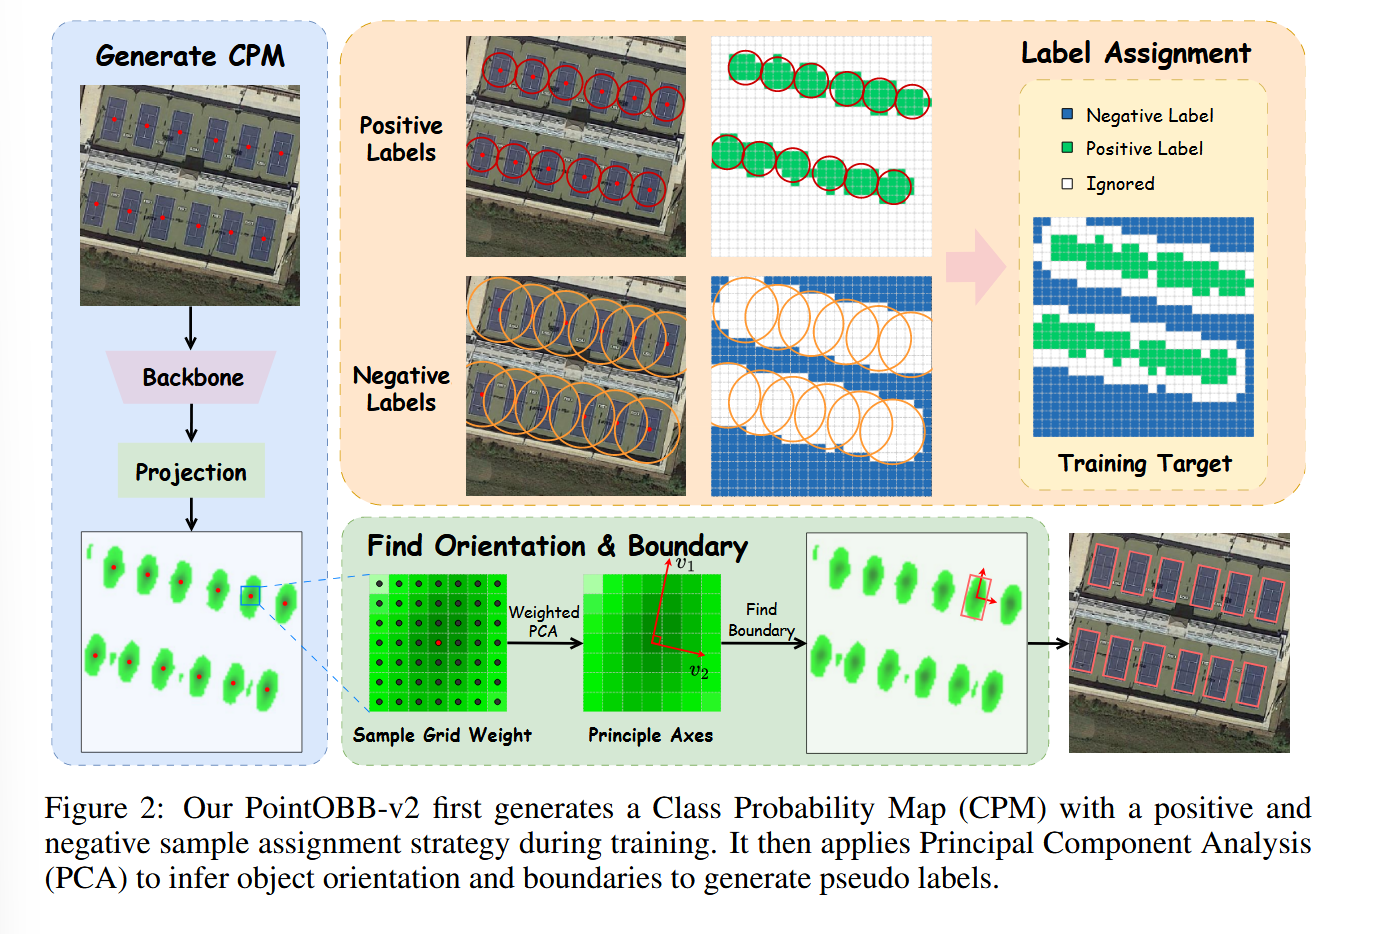 Generate CPM
Backbone
Projection
Positive
Labels
Negative
Labels
Label Assignment
Negative Label
Positive Label
Ignored
Training Target
Find Orientation & Boundary
Sample Grid Weight
Weighted
PCA
v1
v2
Principle Axes
Find
Boundary
Figure 2: Our PointOBB-v2 first generates a Class Probability Map (CPM) with a positive and
negative sample assignment strategy during training. It then applies Principal Component Analysis
(PCA) to infer object orientation and boundaries to generate pseudo labels.